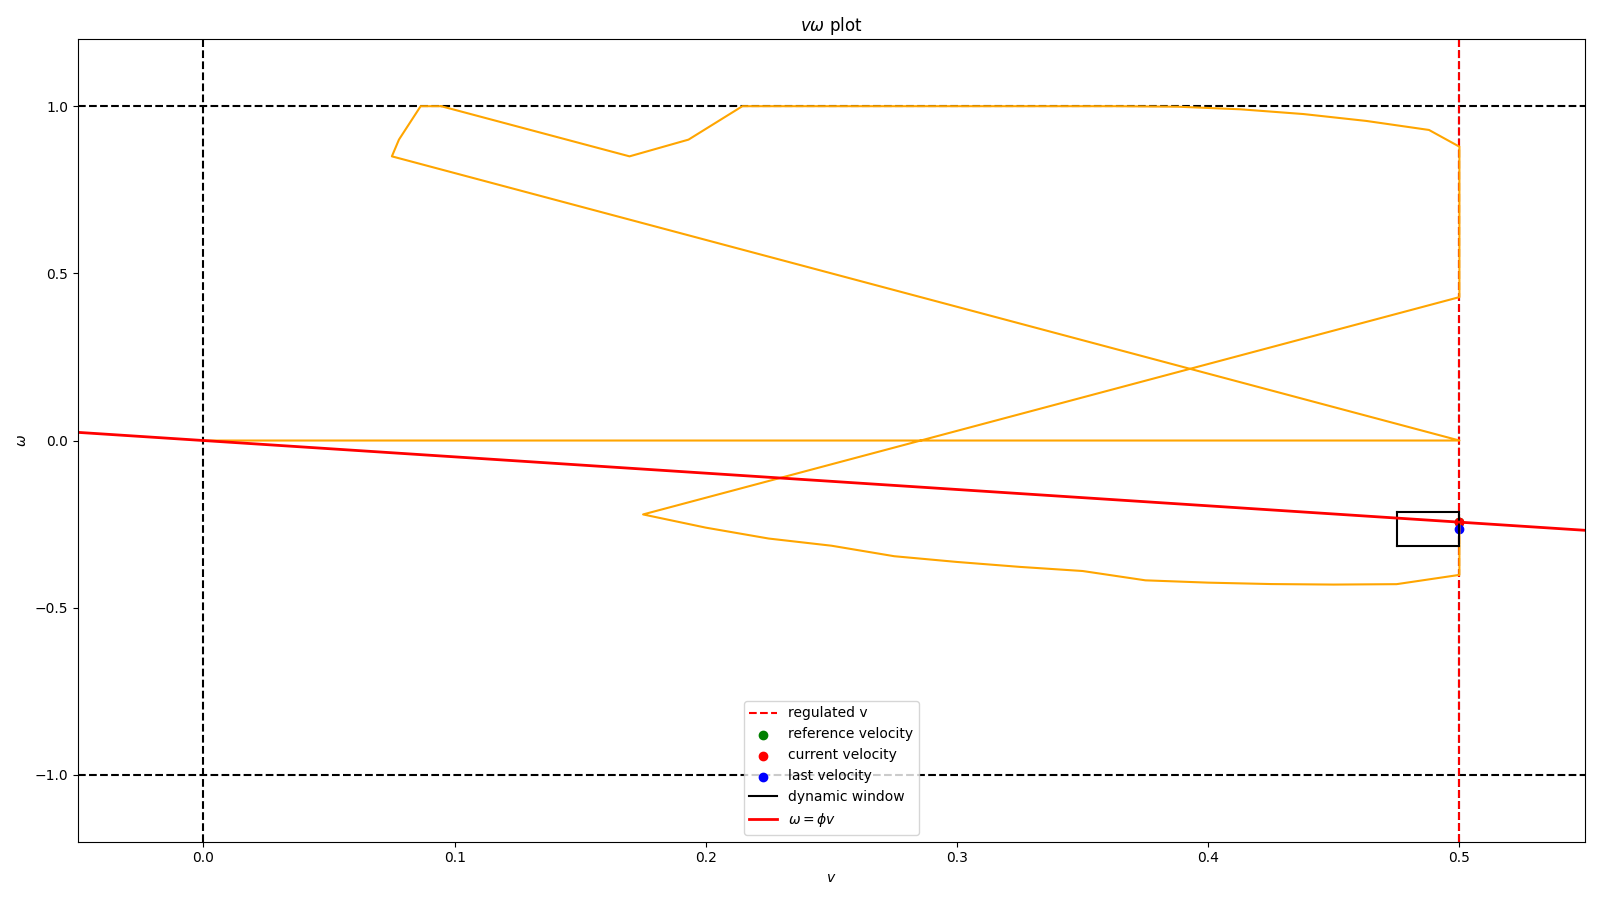 vω plot
1.0
0.5
0.0
−0.5
−1.0
ω
0.0
0.1
0.2
0.3
0.4
0.5
v
regulated v
reference velocity
current velocity
last velocity
dynamic window
ω = ϕv